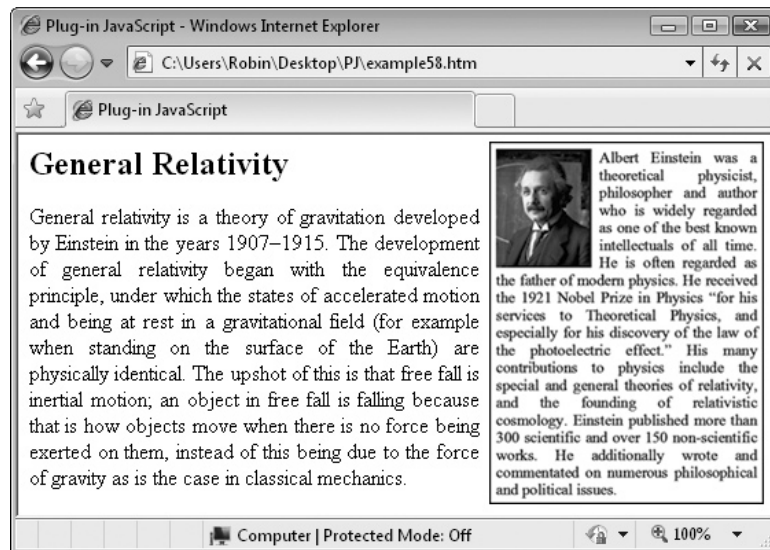 Plug-in JavaScript - Windows Internet Explorer
C:\Users\Robin\Desktop\PJ\example58.htm
Plug-in JavaScript
General Relativity
General relativity is a theory of gravitation developed
by Einstein in the years 1907–1915. The development
of general relativity began with the equivalence
principle, under which the states of accelerated motion
and being at rest in a gravitational field (for example
when standing on the surface of the Earth) are
physically identical. The upshot of this is that free fall is
inertial motion; an object in free fall is falling because
that is how objects move when there is no force being
exerted on them, instead of this being due to the force
of gravity as is the case in classical mechanics.
Albert Einstein was a
theoretical physicist,
philosopher and author
who is widely regarded
as one of the best known
intellectuals of all time.
He is often regarded as
the father of modern physics. He received
the 1921 Nobel Prize in Physics “for his
services to Theoretical Physics, and
especially for his discovery of the law of
the photoelectric effect.” His many
contributions to physics include the
special and general theories of relativity,
and the founding of relativistic
cosmology. Einstein published more than
300 scientific and over 150 non-scientific
works. He additionally wrote and
commentated on numerous philosophical
and political issues.
Computer | Protected Mode: Off
100%